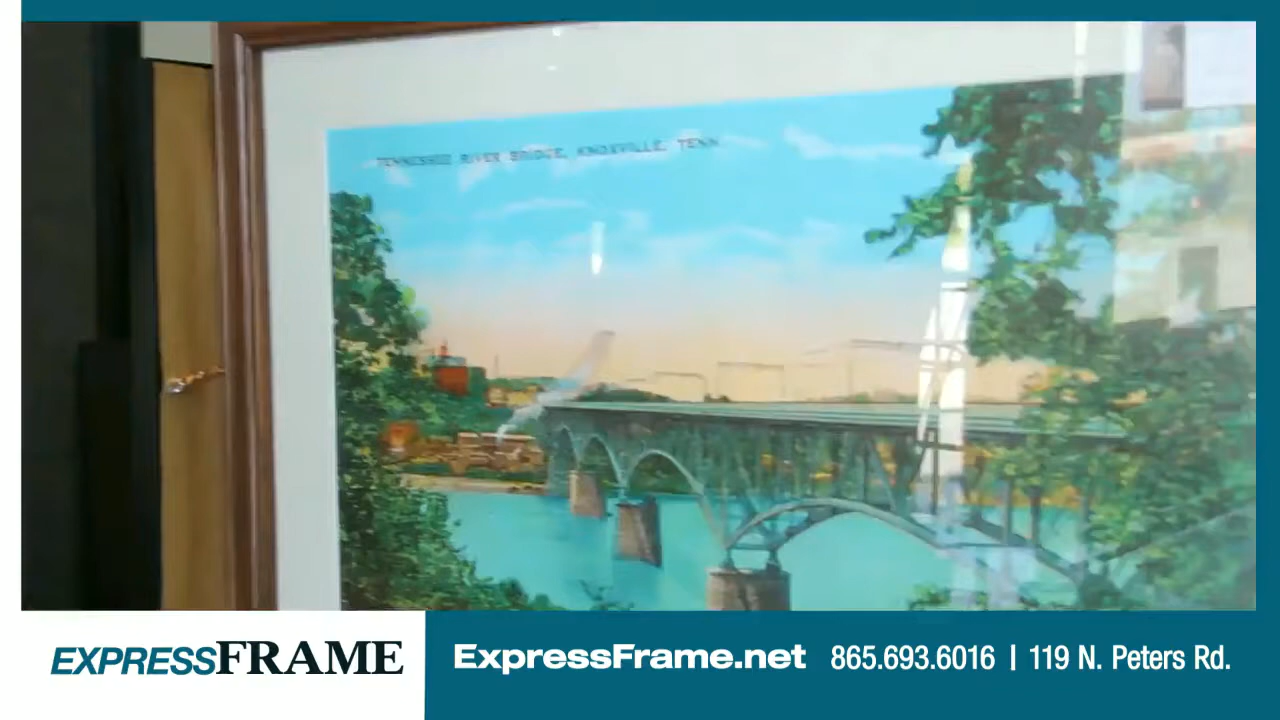 TENNESSEE RIVER BRIDGE, KNOXVILLE, TENN.
EXPRESSFRAME
ExpressFrame.net 865.693.6016 | 119 N. Peters Rd.